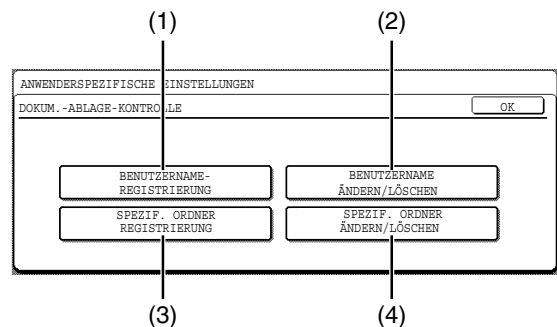 (1)
(2)
ANWENDERSPEZIFISCHE EINSTELLUNGEN
DOKUM.-ABLAGE-KONTROLLE
OK
BENUTZERNAME-
REGISTRIERUNG
BENUTZERNAME
ÄNDERN/LÖSCHEN
SPEZIF. ORDNER
REGISTRIERUNG
SPEZIF. ORDNER
ÄNDERN/LÖSCHEN
(3)
(4)